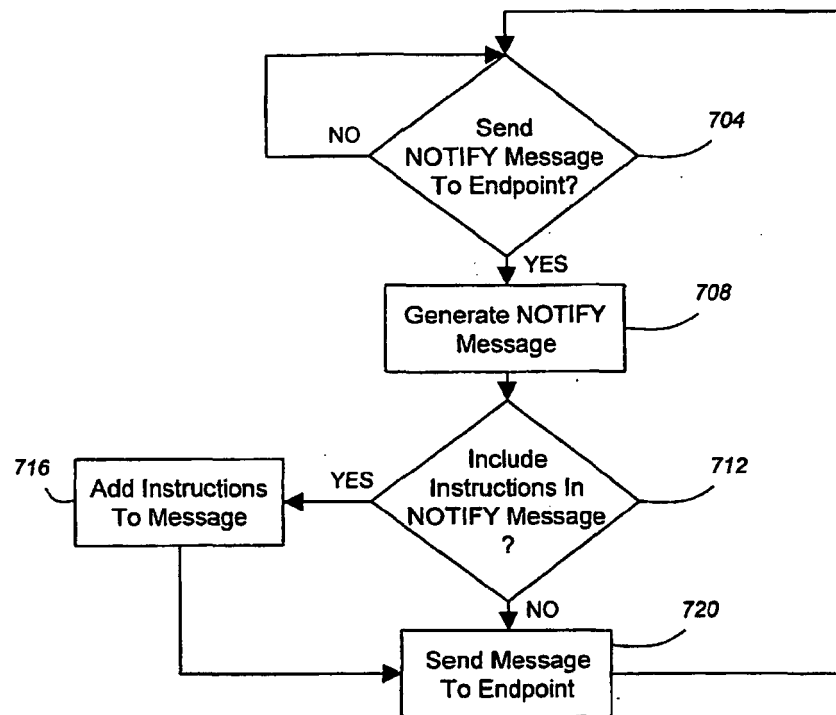 Send
NOTIFY Message
To Endpoint?
NO
704
YES
Generate NOTIFY
Message
708
Include
Instructions In
NOTIFY Message
?
712
YES
716
Add Instructions
To Message
NO
720
Send Message
To Endpoint